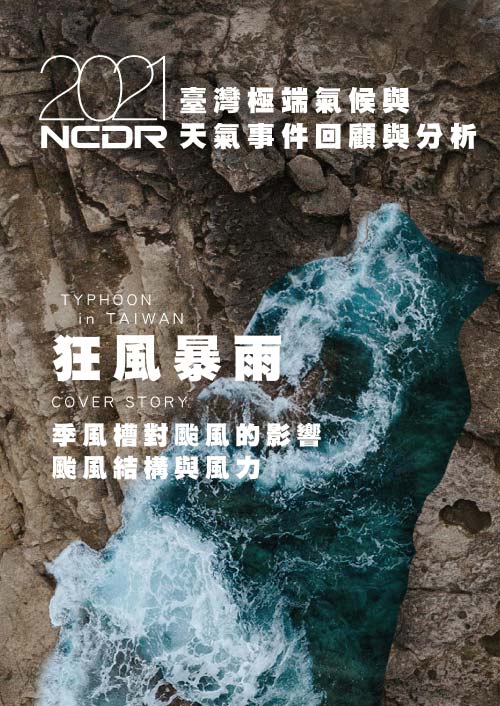 2021 臺灣極端氣候與
NCDR 天氣事件回顧與分析
TYPHOON
in TAIWAN
狂風暴雨
COVER STORY
季風槽對颱風的影響
颱風結構與風力